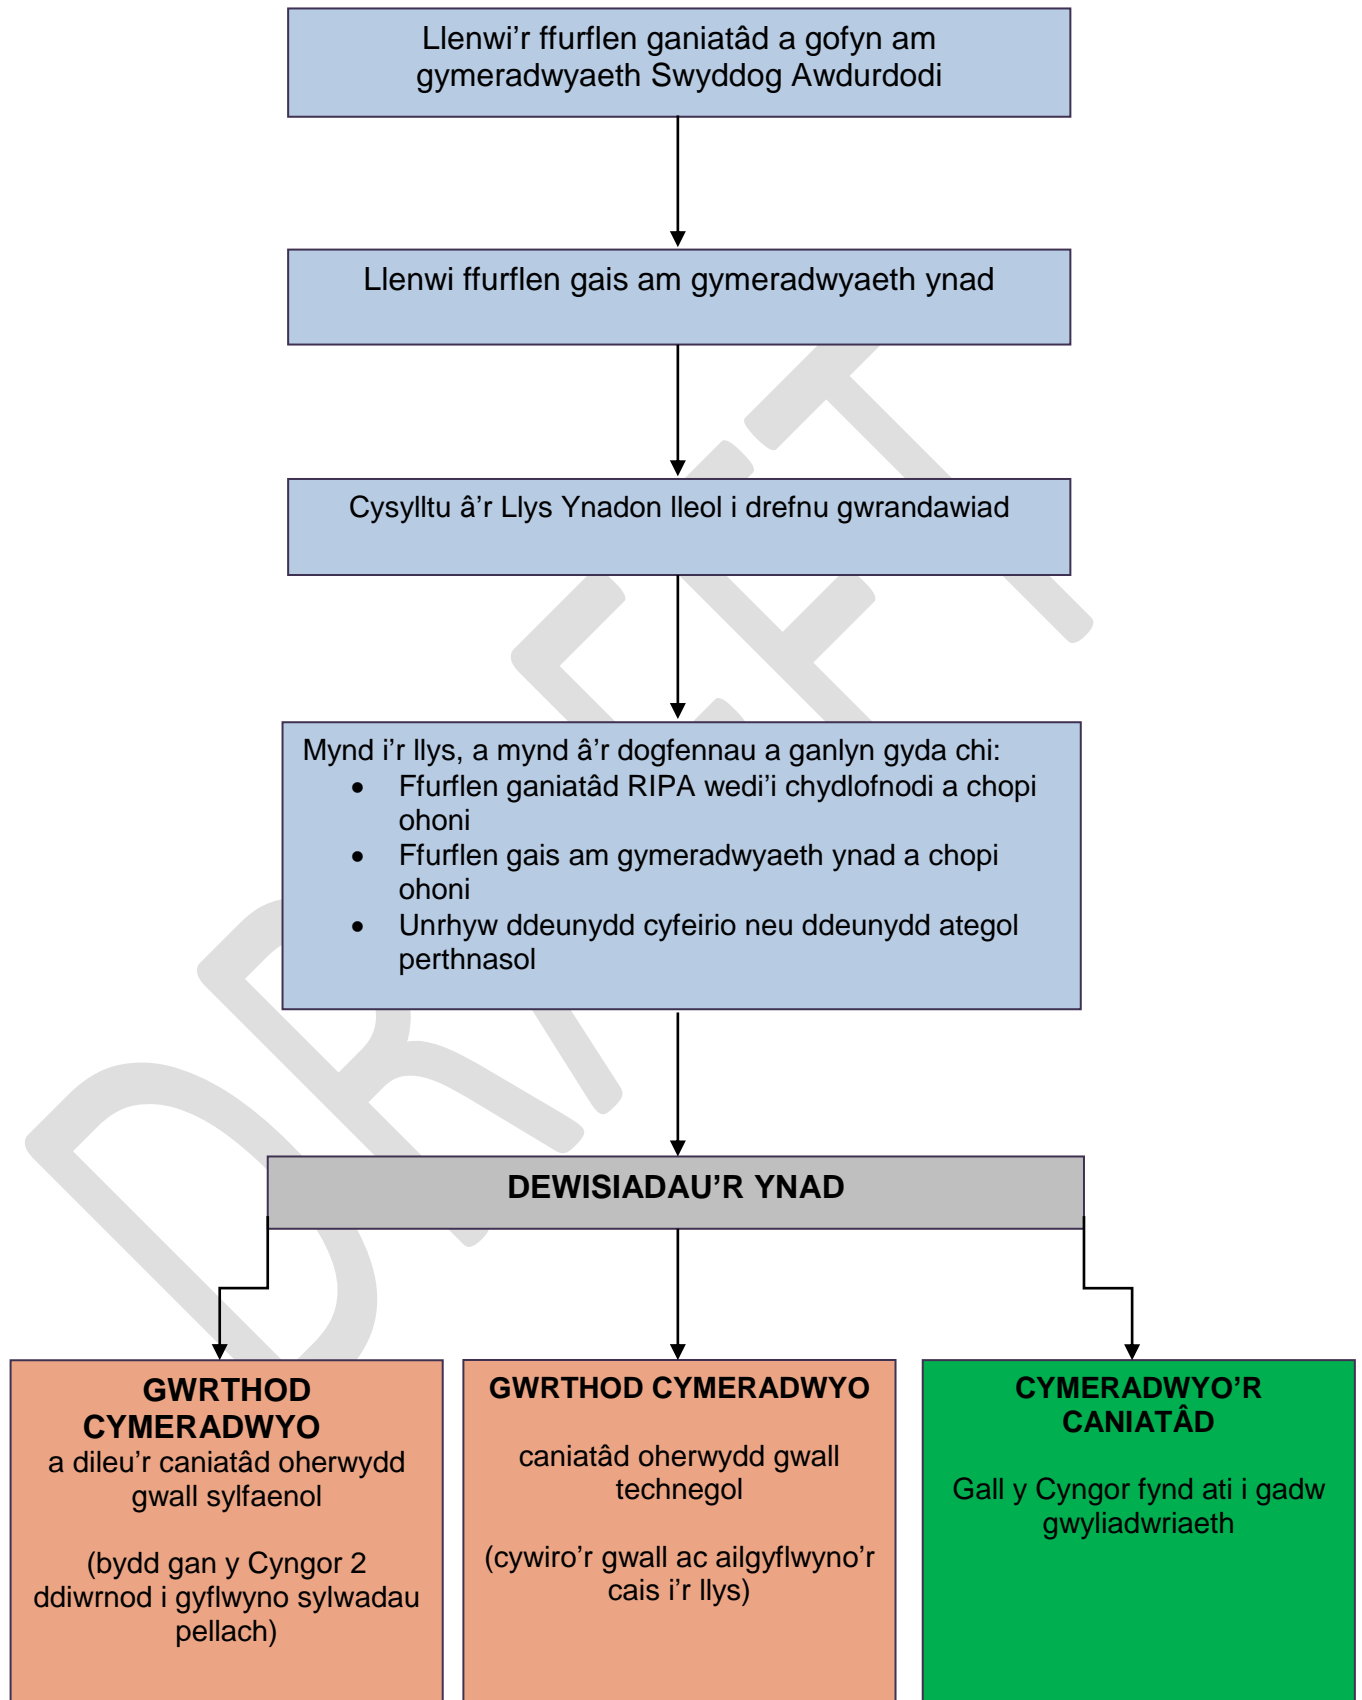 Llenwi’r ffurflen ganiatâd a gofyn am
gymeradwyaeth Swyddog Awdurdodi
Llenwi ffurflen gais am gymeradwyaeth ynad
Cysylltu â’r Llys Ynadon lleol i drefnu gwrandawiad
Mynd i’r llys, a mynd â’r dogfennau a ganlyn gyda chi:
• Ffurflen ganiatâd RIPA wedi’i chydlofnodi a chopi
ohoni
• Ffurflen gais am gymeradwyaeth ynad a chopi
ohoni
• Unrhyw ddeunydd cyfeirio neu ddeunydd ategol
perthnasol
DRAFFT
DEWISIADAU’R YNAD
GWRTHOD
CYMERADWYO
a dileu’r caniatâd oherwydd
gwall sylfaenol
(bydd gan y Cyngor 2
ddiwrnod i gyflwyno sylwadau
pellach)
GWRTHOD CYMERADWYO
caniatâd oherwydd gwall
technegol
(cywiro’r gwall ac ailgyflwyno’r
cais i’r llys)
CYMERADWYO’R
CANIATÂD
Gall y Cyngor fynd ati i gadw
gwyliadwriaeth